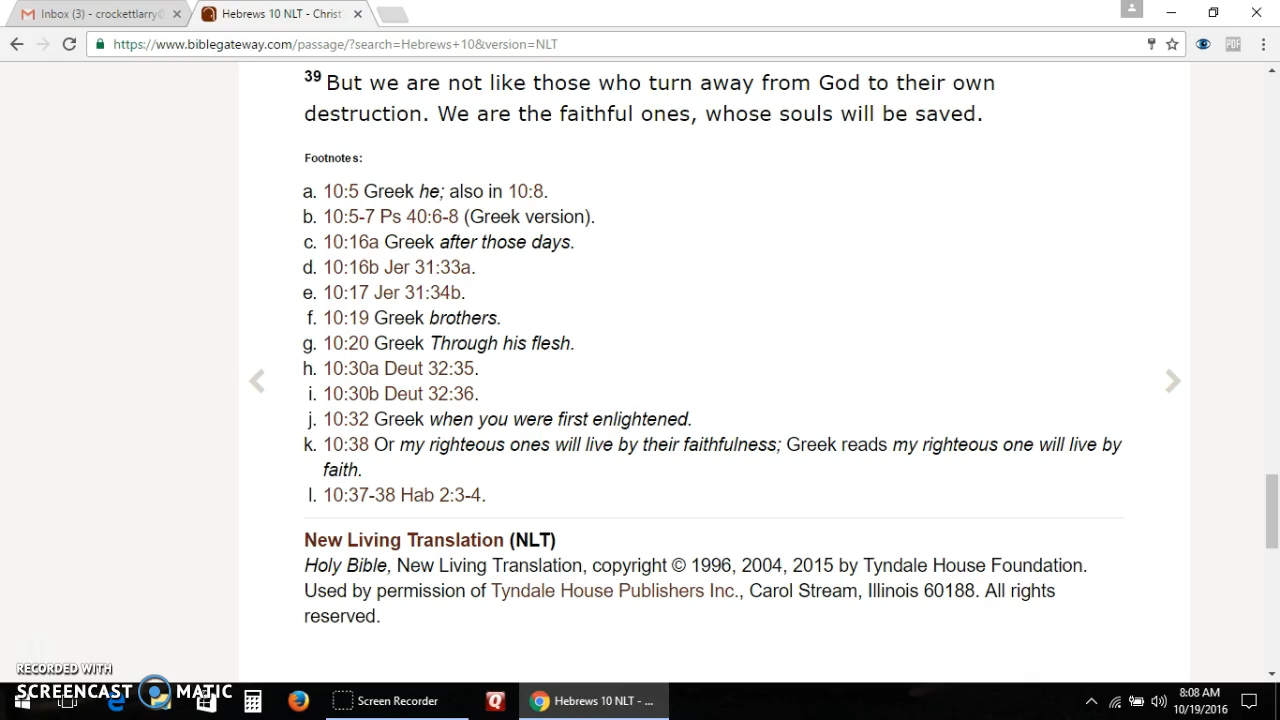 Inbox (3) - crockettlarry@
Hebrews 10 NLT - Christ
https://www.biblegateway.com/passage/?search=Hebrews+10&version=NLT
PDF
39 But we are not like those who turn away from God to their own
destruction. We are the faithful ones, whose souls will be saved.
Footnotes:
a. 10:5 Greek he; also in 10:8.
b. 10:5-7 Ps 40:6-8 (Greek version).
c. 10:16a Greek after those days.
d. 10:16b Jer 31:33a.
e. 10:17 Jer 31:34b.
f. 10:19 Greek brothers.
g. 10:20 Greek Through his flesh.
h. 10:30a Deut 32:35.
i. 10:30b Deut 32:36.
j. 10:32 Greek when you were first enlightened.
k. 10:38 Or my righteous ones will live by their faithfulness; Greek reads my righteous one will live by
faith.
l. 10:37-38 Hab 2:3-4.
New Living Translation (NLT)
Holy Bible, New Living Translation, copyright © 1996, 2004, 2015 by Tyndale House Foundation.
Used by permission of Tyndale House Publishers Inc., Carol Stream, Illinois 60188. All rights
reserved.
RECORDED WITH
SCREENCAST MATIC
Screen Recorder
Hebrews 10 NLT - ...
8:08 AM
10/19/2016